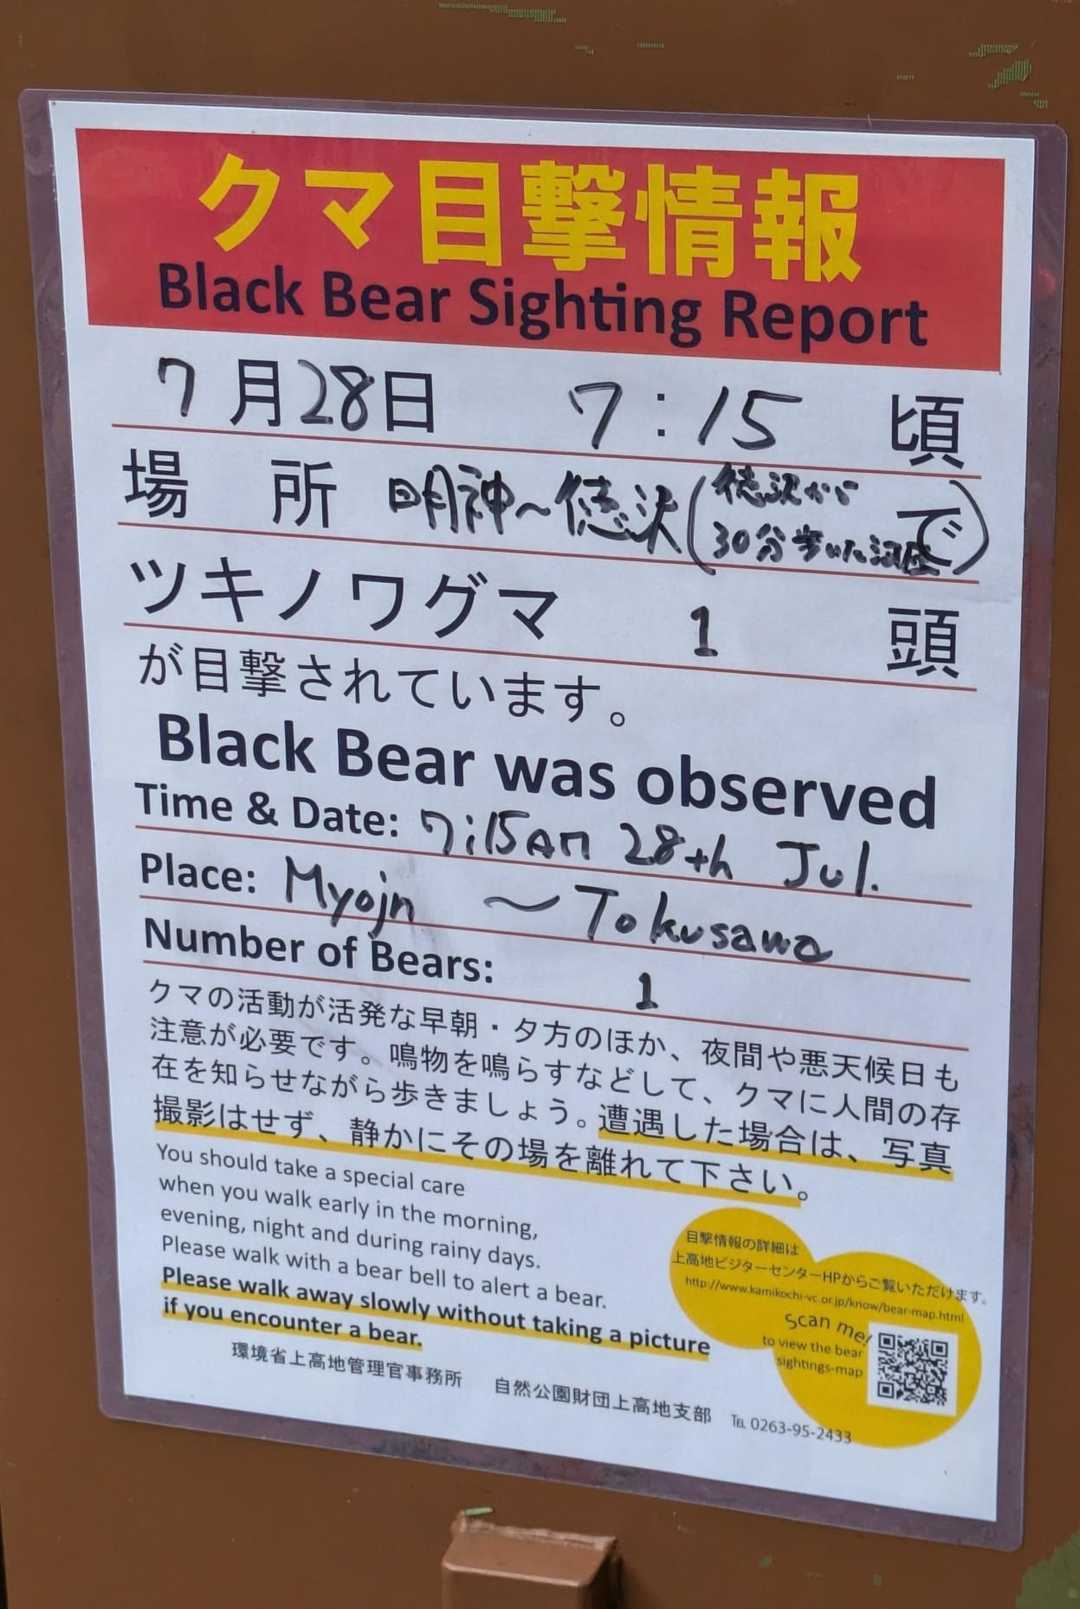 クマ目撃情報
Black Bear Sighting Report
7月28日 7:15 頃
場所 明神〜徳沢(徳沢から30分歩いた沢)で
ツキノワグマ 1 頭
が目撃されています。
Black Bear was observed
Time & Date: 7:15AM 28th Jul.
Place: Myojn 〜 Tokusawa
Number of Bears: 1
クマの活動が活発な早朝・夕方のほか、夜間や悪天候日も
注意が必要です。鳴物を鳴らすなどして、クマに人間の存
在を知らせながら歩きましょう。遭遇した場合は、写真
撮影はせず、静かにその場を離れて下さい。
You should take a special care
when you walk early in the morning,
evening, night and during rainy days.
Please walk with a bear bell to alert a bear.
Please walk away slowly without taking a picture
if you encounter a bear.
目撃情報の詳細は
上高地ビジターセンターHPからご覧いただけます。
http://www.kamikochi-vc.or.jp/know/bear-map.html
Scan me!
to view the bear
sightings-map
環境省上高地管理官事務所 自然公園財団上高地支部 TEL 0263-95-2433